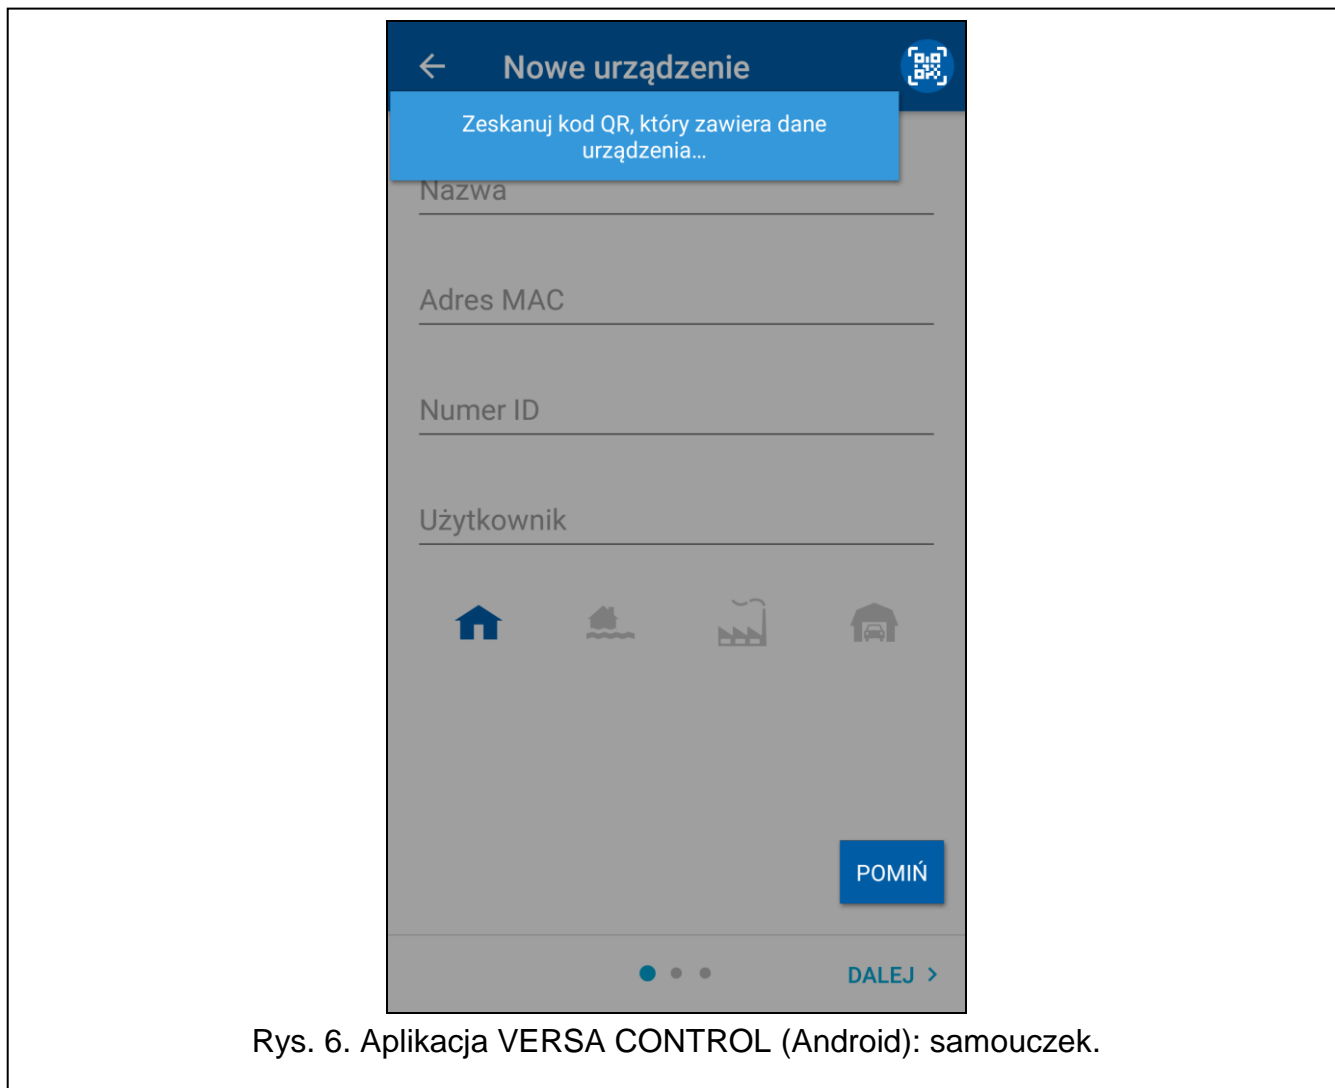 Nowe urządzenie
Zeskanuj kod QR, który zawiera dane
urządzenia...
Nazwa
Adres MAC
Numer ID
Użytkownik
POMIŃ
DALEJ >
Rys. 6. Aplikacja VERSA CONTROL (Android): samouczek.